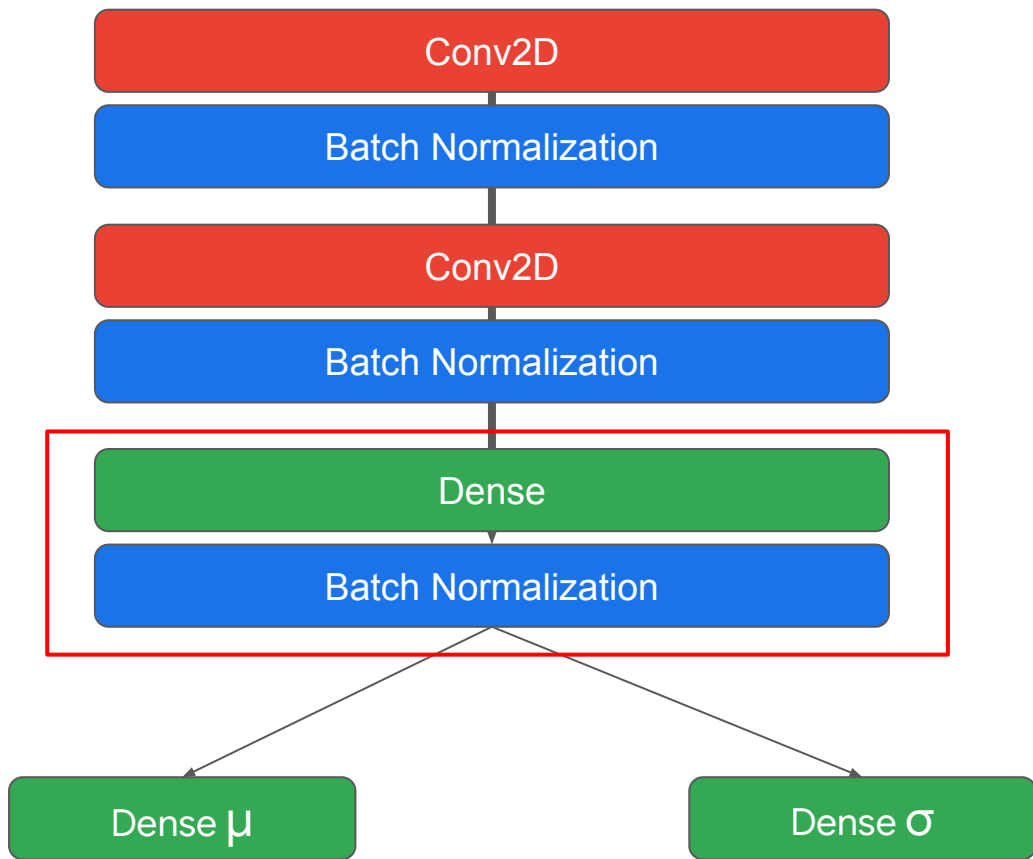 Conv2D
Batch Normalization
Conv2D
Batch Normalization
Dense
Batch Normalization
Dense μ
Dense σ